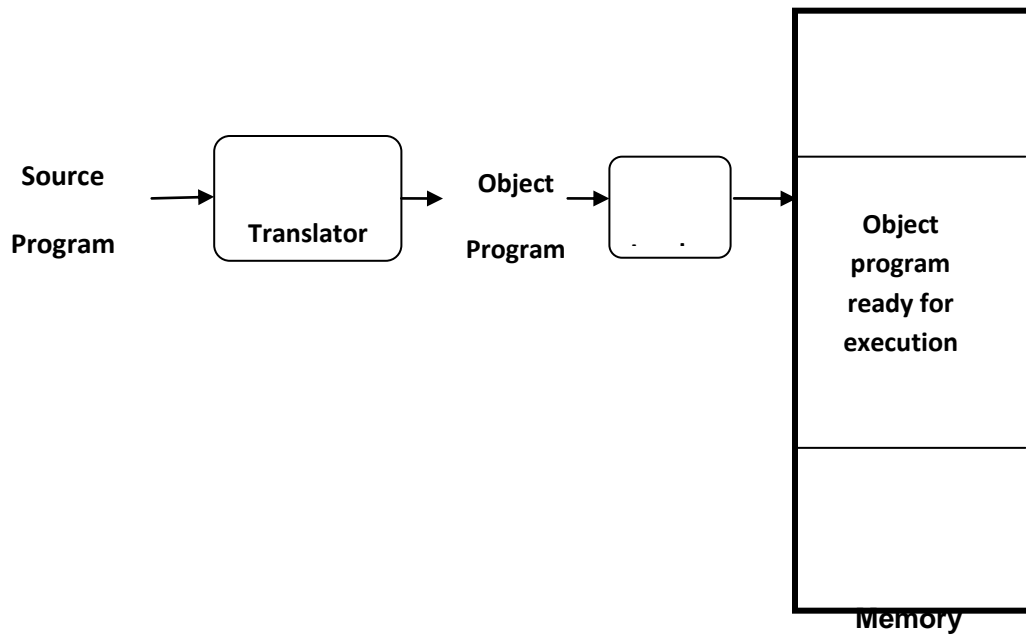 Source
Program
Translator
Object
Program
Object
program
ready for
execution
Memory